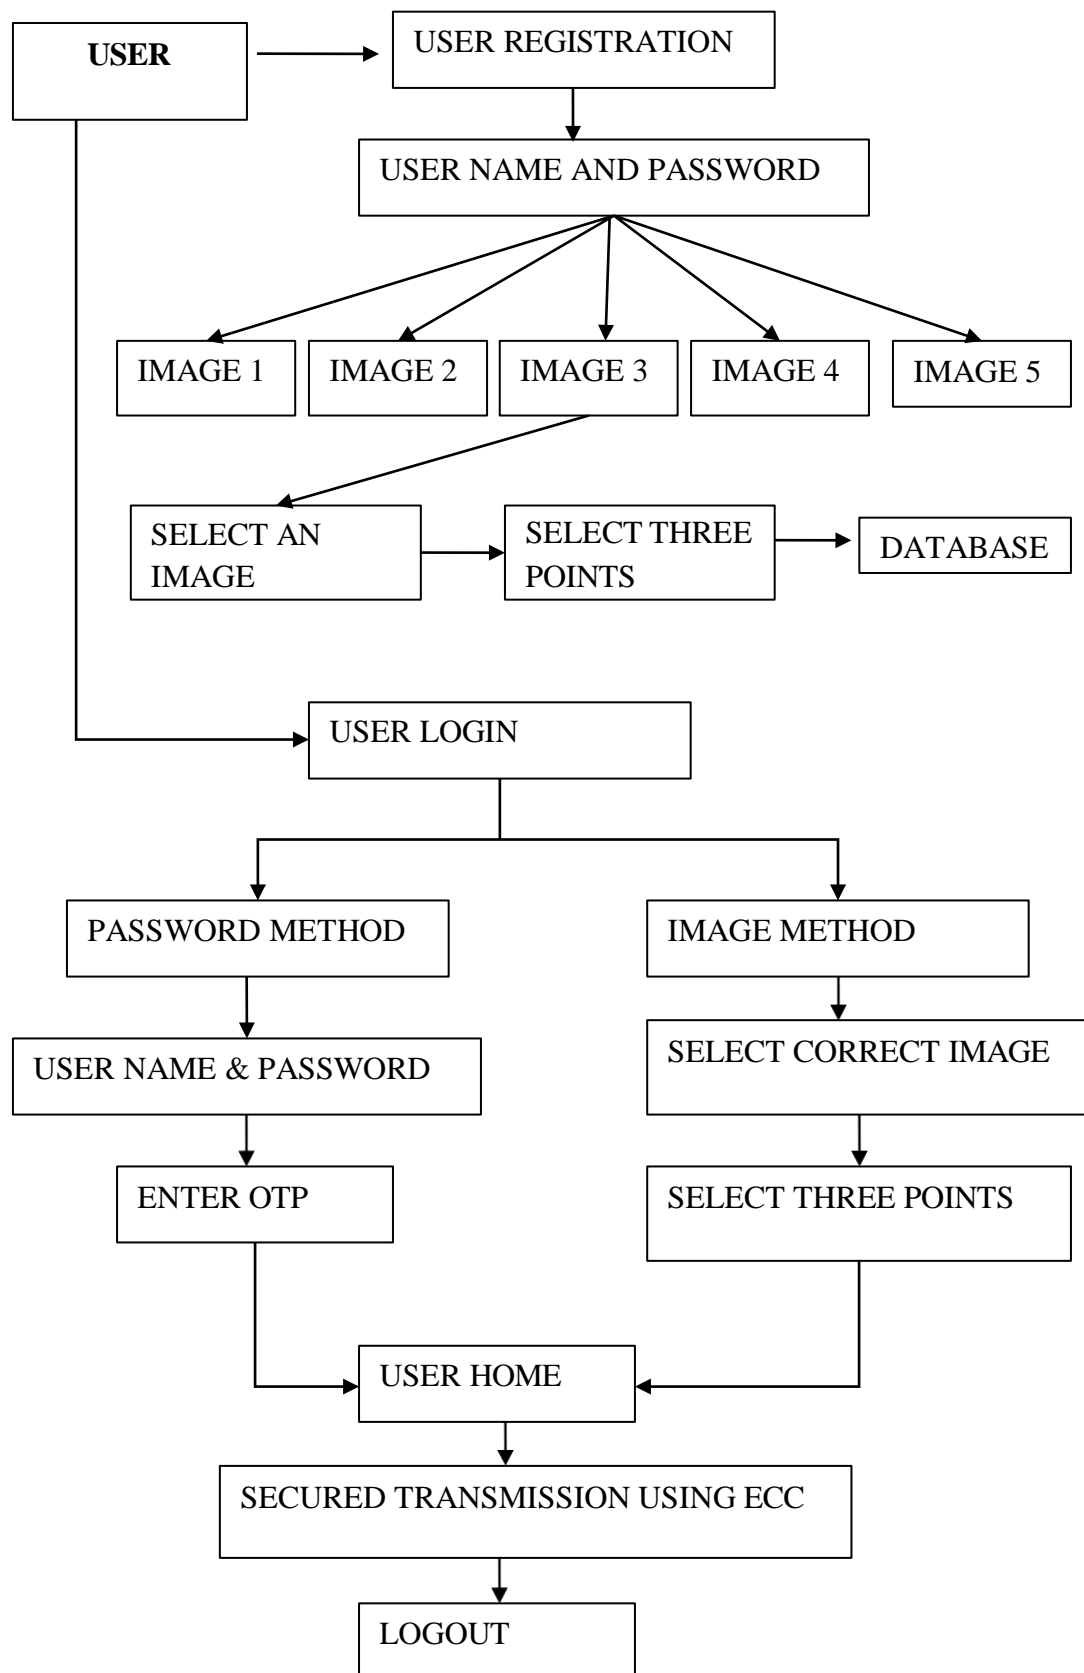 USER
USER REGISTRATION
USER NAME AND PASSWORD
IMAGE 1
IMAGE 2
IMAGE 3
IMAGE 4
IMAGE 5
SELECT AN
IMAGE
SELECT THREE
POINTS
DATABASE
USER LOGIN
PASSWORD METHOD
IMAGE METHOD
USER NAME & PASSWORD
SELECT CORRECT IMAGE
ENTER OTP
SELECT THREE POINTS
USER HOME
SECURED TRANSMISSION USING ECC
LOGOUT